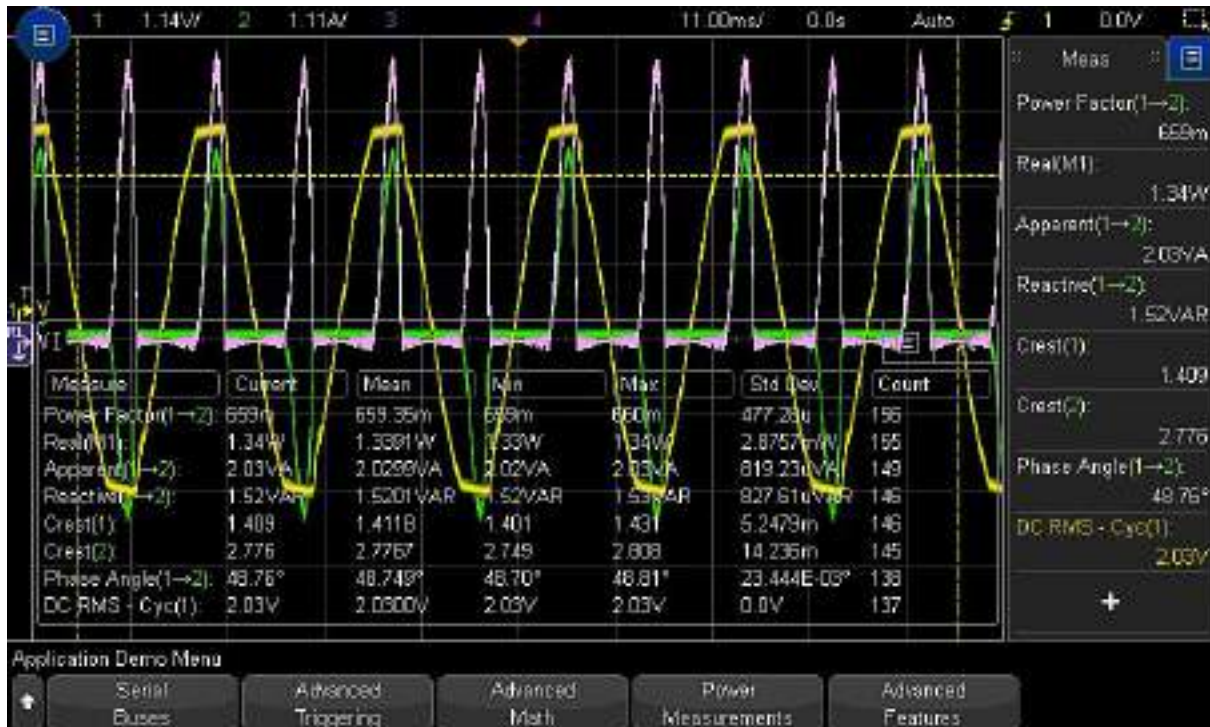 1 1.14V/ 2 1.11A/ 3 4 11.00ms/ 0.0s Auto 1 0.0V
Meas
Power Factor(1→2):
659m
Real(M1):
1.34W
Apparent(1→2):
2.03VA
Reactive(1→2):
1.52VAR
Crest(1):
1.409
Crest(2):
2.776
Phase Angle(1→2):
48.76°
DC RMS - Cyc(1):
2.03V
+
Measure Current Mean Min Max Std Dev Count
Power Factor(1→2): 659m 659.35m 659m 660m 477.28u 156
Real(M1): 1.34W 1.3391W 1.33W 1.34W 2.8757mW 155
Apparent(1→2): 2.03VA 2.0299VA 2.02VA 2.03VA 819.23uVA 149
Reactive(1→2): 1.52VAR 1.5201VAR 1.52VAR 1.53VAR 827.61uVAR 146
Crest(1): 1.409 1.4118 1.401 1.431 5.2479m 146
Crest(2): 2.776 2.7767 2.749 2.808 14.236m 145
Phase Angle(1→2): 48.76° 48.749° 48.70° 48.81° 23.444E-03° 138
DC RMS - Cyc(1): 2.03V 2.0300V 2.03V 2.03V 0.0V 137
Application Demo Menu
Serial Buses
Advanced Triggering
Advanced Math
Power Measurements
Advanced Features